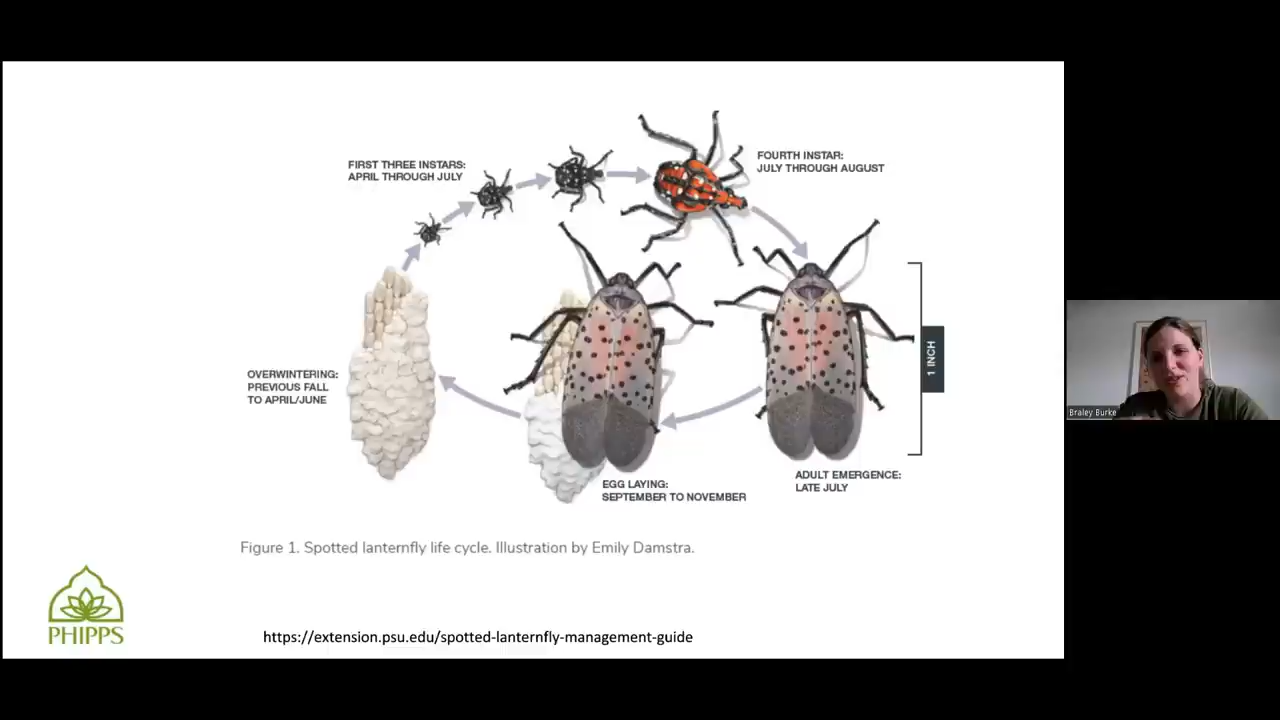 FIRST THREE INSTARS:
APRIL THROUGH JULY
FOURTH INSTAR:
JULY THROUGH AUGUST
1 INCH
OVERWINTERING:
PREVIOUS FALL
TO APRIL/JUNE
Braley Burke
ADULT EMERGENCE:
LATE JULY
EGG LAYING:
SEPTEMBER TO NOVEMBER
Figure 1. Spotted lanternfly life cycle. Illustration by Emily Damstra.
PHIPPS
https://extension.psu.edu/spotted-lanternfly-management-guide